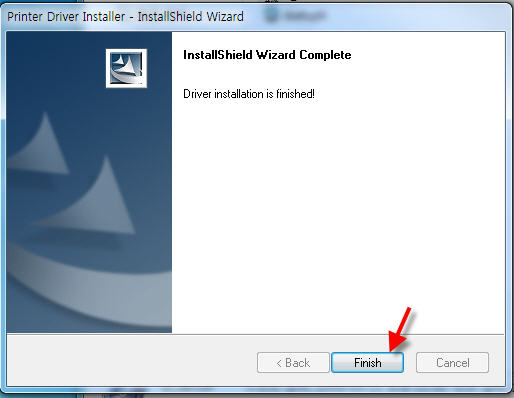 Printer Driver Installer - InstallShield Wizard
InstallShield Wizard Complete
Driver installation is finished!
< Back
Finish
Cancel